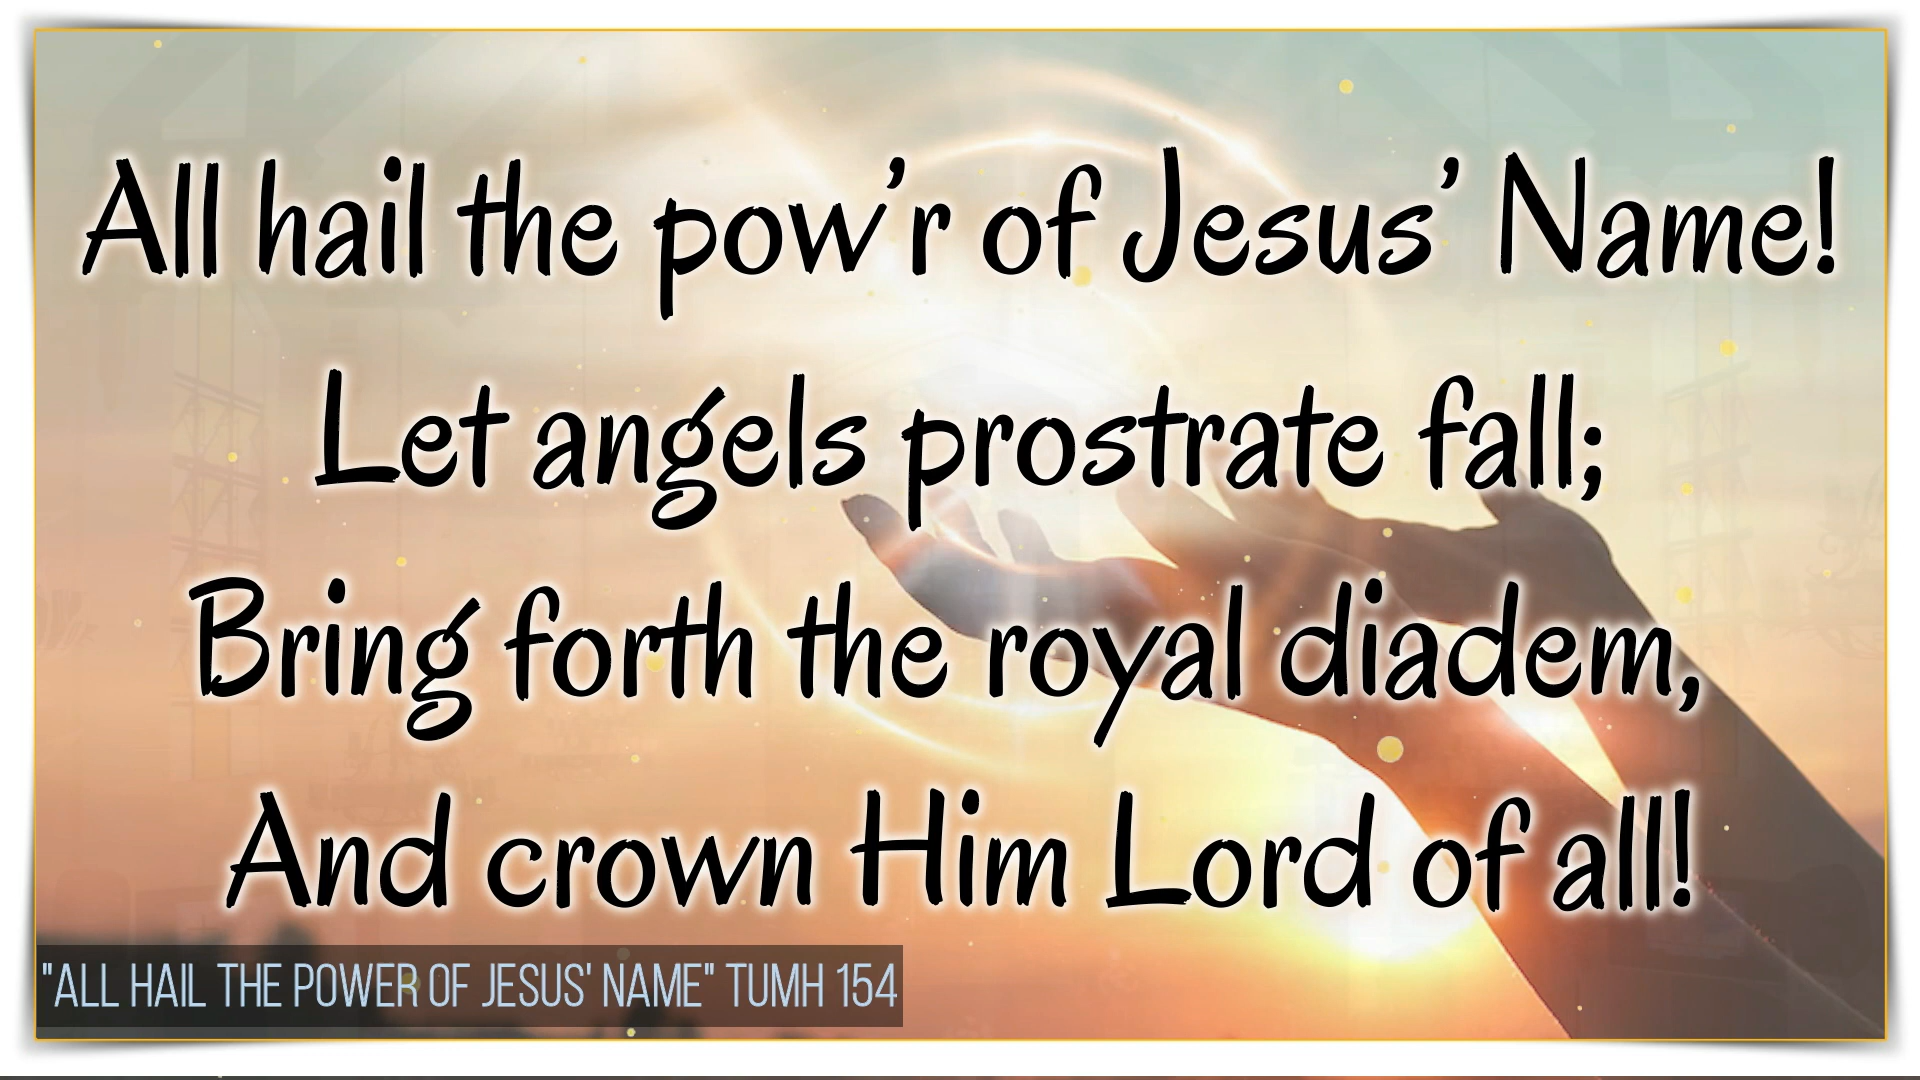 All hail the pow’r of Jesus’ Name!
Let angels prostrate fall;
Bring forth the royal diadem,
And crown Him Lord of all!
"ALL HAIL THE POWER OF JESUS' NAME" TUMH 154